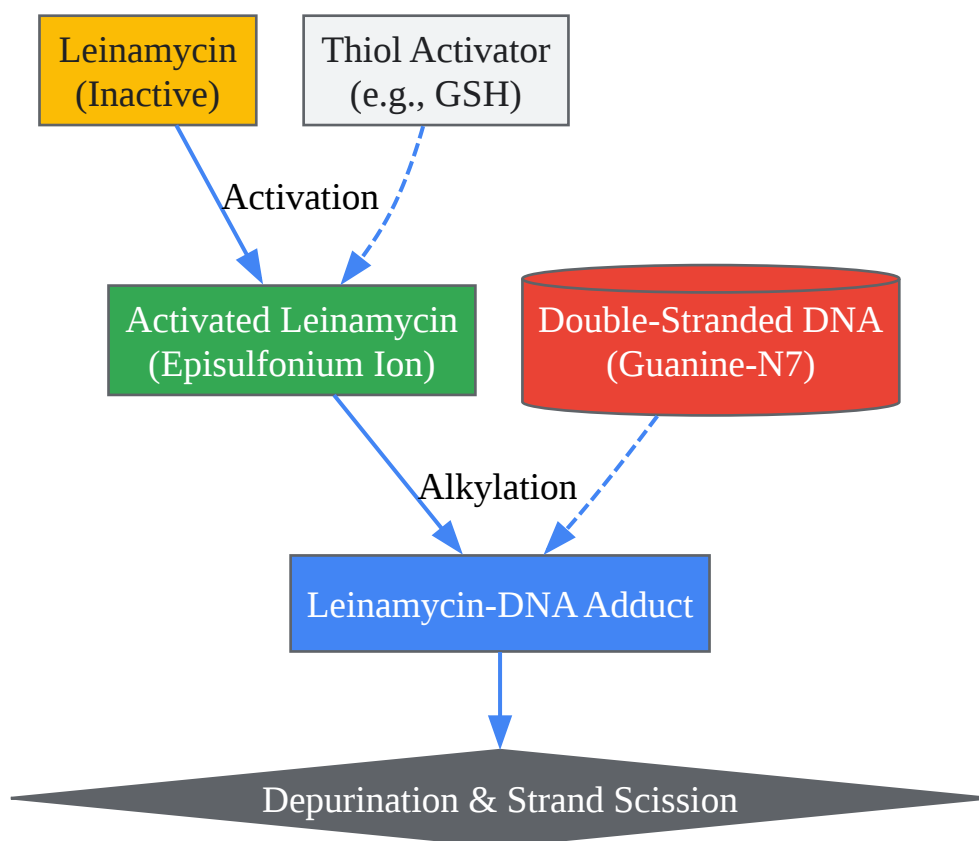 Leinamycin
(Inactive)
Thiol Activator
(e.g., GSH)
Activation
Activated Leinamycin
(Episulfonium Ion)
Double-Stranded DNA
(Guanine-N7)
Alkylation
Leinamycin-DNA Adduct
Depurination & Strand Scission